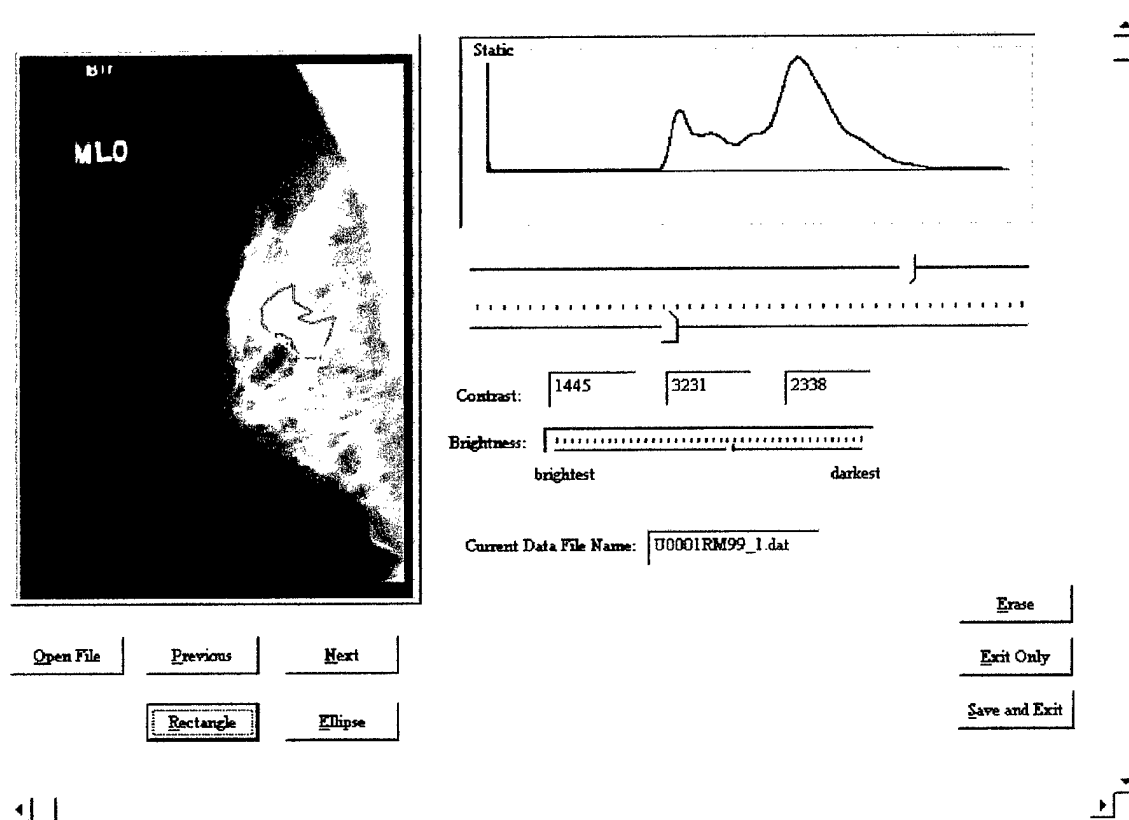 MLO
Static
Contrast: 1445 3231 2338
Brightness:
brightest darkest
Current Data File Name: U0001RM99_1.dat
Erase
Open File Previous Next Exit Only
Rectangle Ellipse Save and Exit